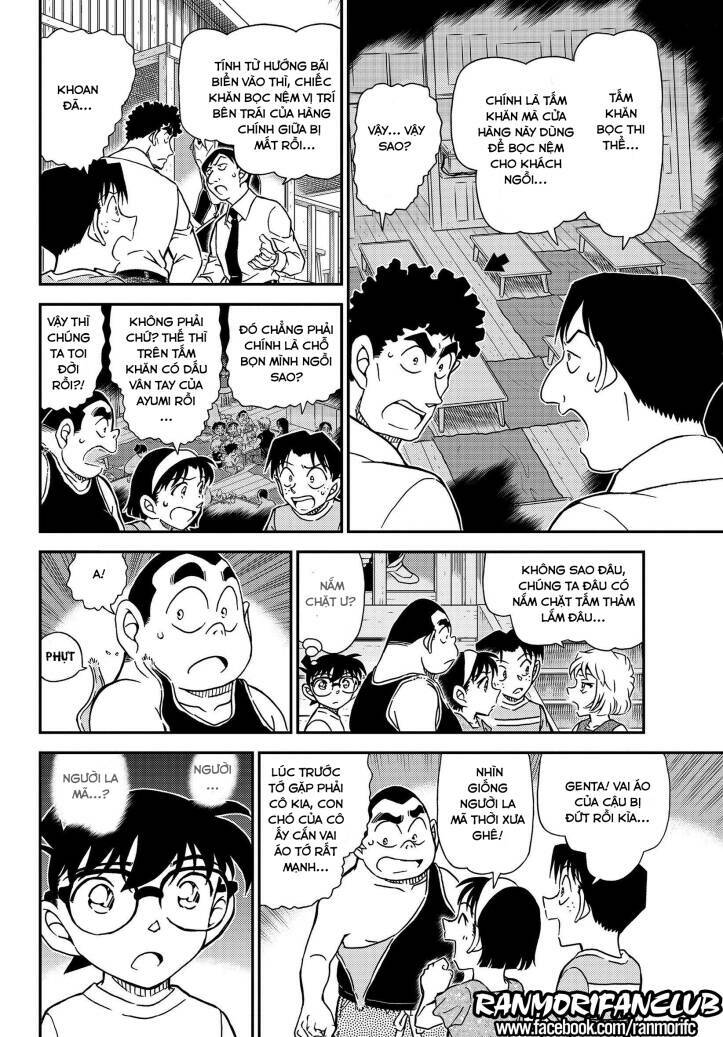 TẤM
KHĂN
BỌC THI
THỂ...
CHÍNH LÀ TẤM
KHĂN MÀ CỬA
HÀNG NÀY DÙNG
ĐỂ BỌC NỆM
CHO KHÁCH
NGỒI...
VẬY... VẬY
SAO?
TÍNH TỪ HƯỚNG BÃI
BIỂN VÀO THÌ, CHIẾC
KHĂN BỌC NỆM VỊ TRÍ
BÊN TRÁI CỦA HÀNG
CHÍNH GIỮA BỊ
MẤT RỒI...
KHOAN
ĐÃ...
ĐÓ CHẲNG PHẢI
CHÍNH LÀ CHỖ
BỌN MÌNH NGỒI
SAO?
KHÔNG PHẢI
CHỨ? THẾ THÌ
TRÊN TẤM
KHĂN CÓ DẤU
VÂN TAY CỦA
AYUMI RỒI
...
VẬY THÌ
CHÚNG
TA TOI
ĐỜI
RỒI?!
KHÔNG SAO ĐÂU,
CHÚNG TA ĐÂU CÓ
NẮM CHẶT TẤM THẢM
LẮM ĐÂU...
NẮM
CHẶT Ư?
A!
PHỤT
GENTA! VAI ÁO
CỦA CẬU BỊ
ĐỨT RỒI KÌA...
NHÌN
GIỐNG
NGƯỜI LA
MÃ THỜI XƯA
GHÊ!
LÚC TRƯỚC
TỚ GẶP PHẢI
CÔ KIA, CON
CHÓ CỦA CÔ
ẤY CẮN VAI
ÁO TỚ RẤT
MẠNH...
NGƯỜI
...
NGƯỜI LA
MÃ...?
RANMORIFANCLUB
www.facebook.com/ranmorifc